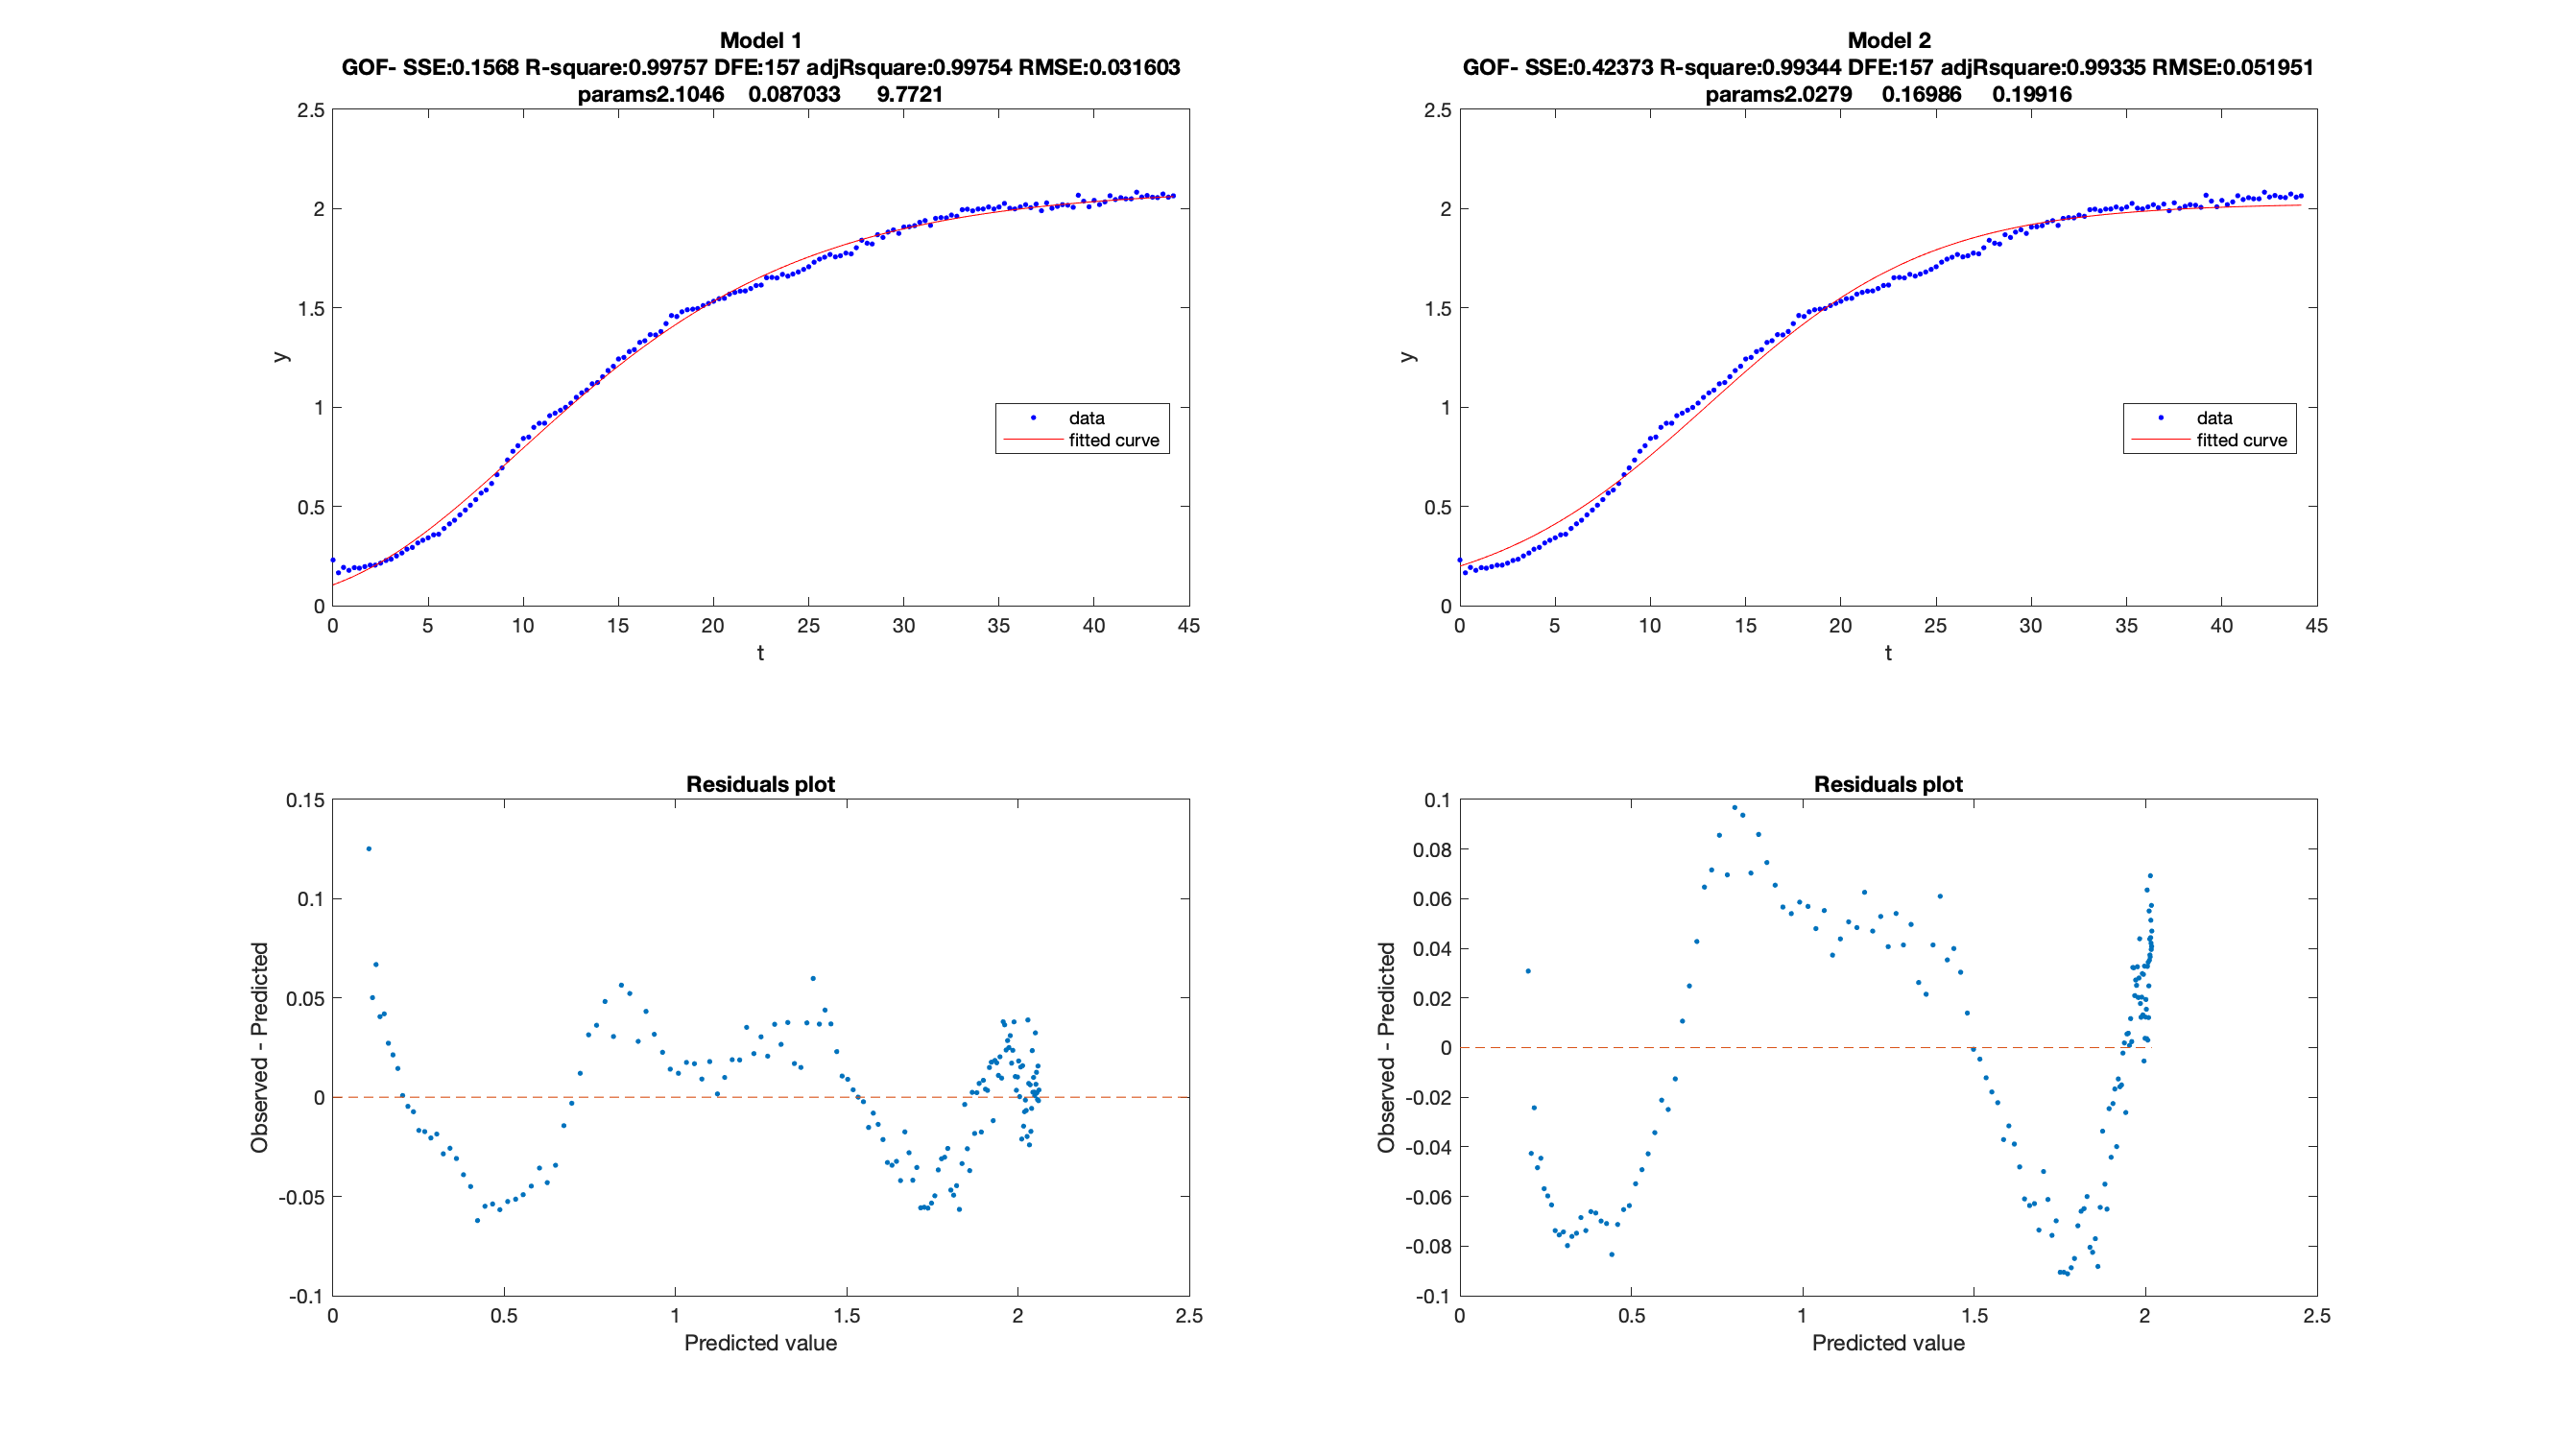 Model 1
GOF- SSE:0.1568 R-square:0.99757 DFE:157 adjRsquare:0.99754 RMSE:0.031603
params2.1046 0.087033 9.7721
2.5
2
1.5
1
0.5
0
y
0 5 10 15 20 25 30 35 40 45
t
data
fitted curve
Model 2
GOF- SSE:0.42373 R-square:0.99344 DFE:157 adjRsquare:0.99335 RMSE:0.051951
params2.0279 0.16986 0.19916
2.5
2
1.5
1
0.5
0
y
0 5 10 15 20 25 30 35 40 45
t
data
fitted curve
Residuals plot
0.15
0.1
0.05
0
-0.05
-0.1
Observed - Predicted
0 0.5 1 1.5 2 2.5
Predicted value
Residuals plot
0.1
0.08
0.06
0.04
0.02
0
-0.02
-0.04
-0.06
-0.08
-0.1
Observed - Predicted
0 0.5 1 1.5 2 2.5
Predicted value